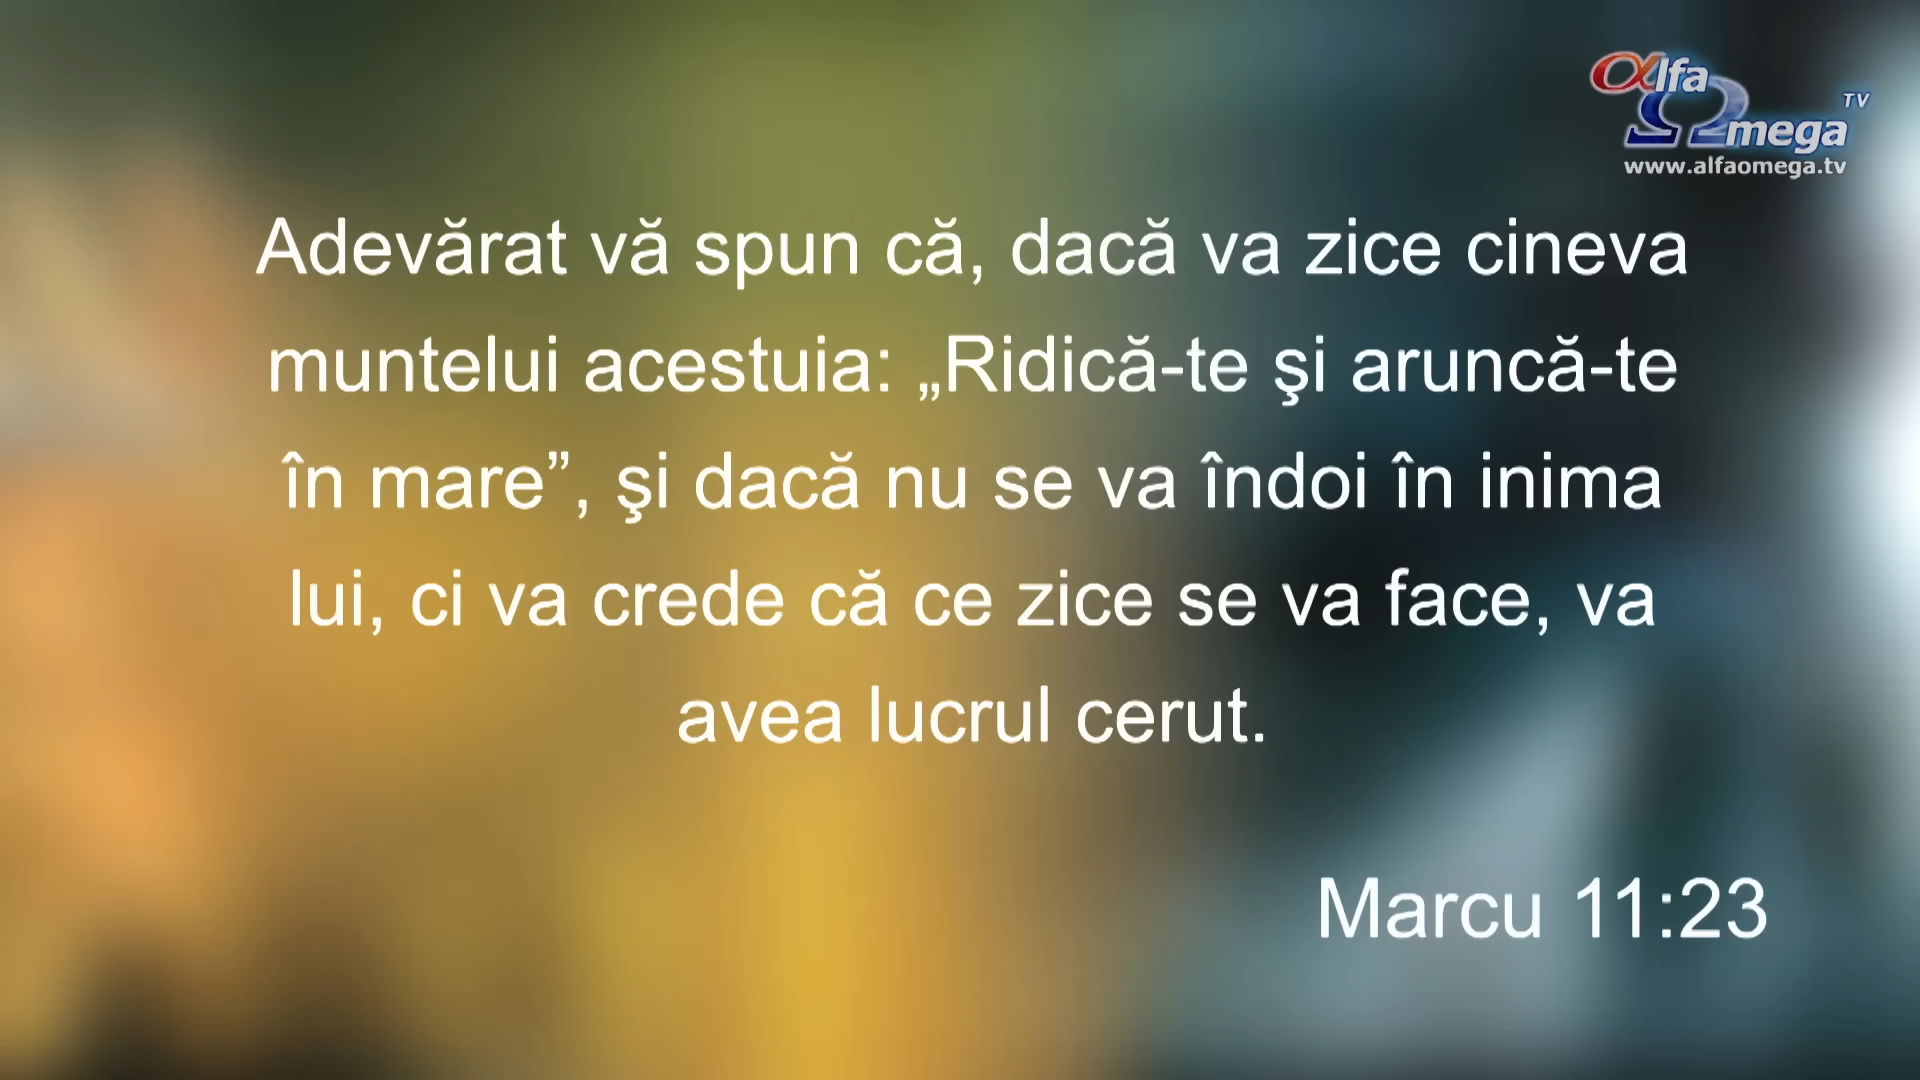 αlfa
Ωmega TV
www.alfaomega.tv
Adevărat vă spun că, dacă va zice cineva
muntelui acestuia: „Ridică-te şi aruncă-te
în mare”, şi dacă nu se va îndoi în inima
lui, ci va crede că ce zice se va face, va
avea lucrul cerut.
Marcu 11:23